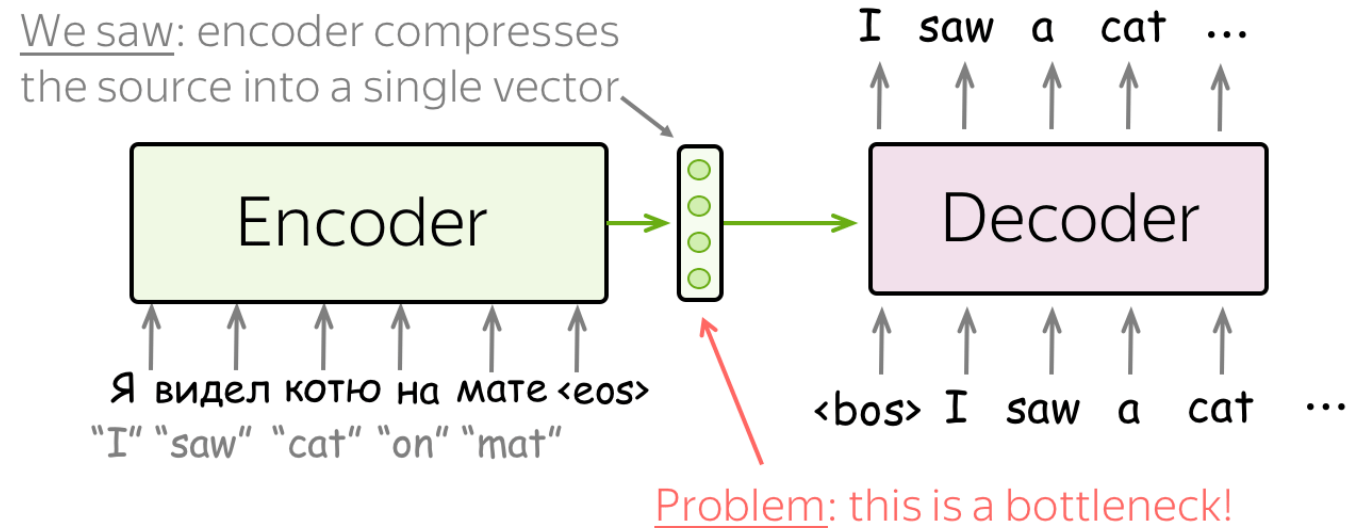 We saw: encoder compresses
the source into a single vector
I saw a cat ...
Encoder
Decoder
Я видел котю на мате <eos>
"I" "saw" "cat" "on" "mat"
<bos> I saw a cat ...
Problem: this is a bottleneck!